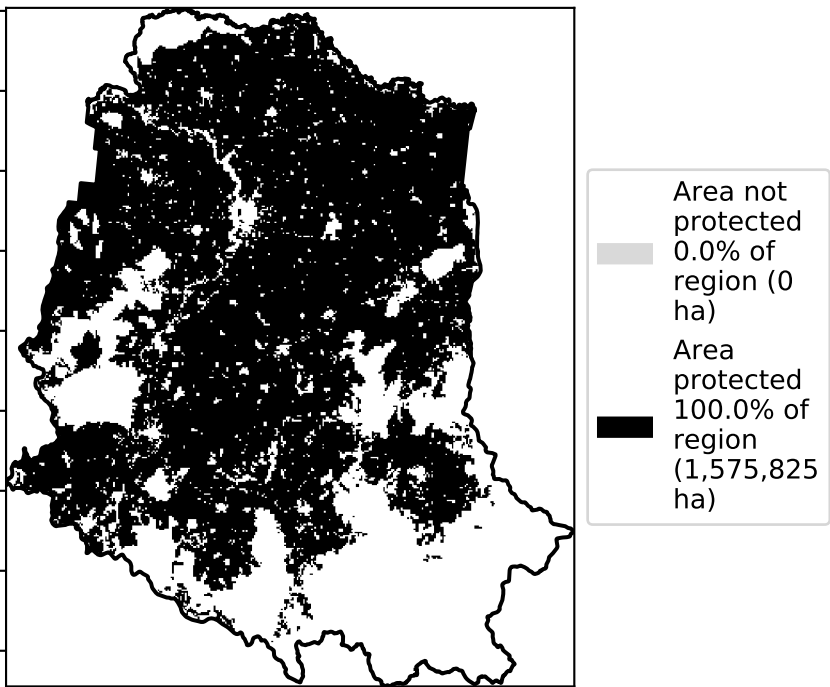 Area not
protected
0.0% of
region (0
ha)
Area
protected
100.0% of
region
(1,575,825
ha)